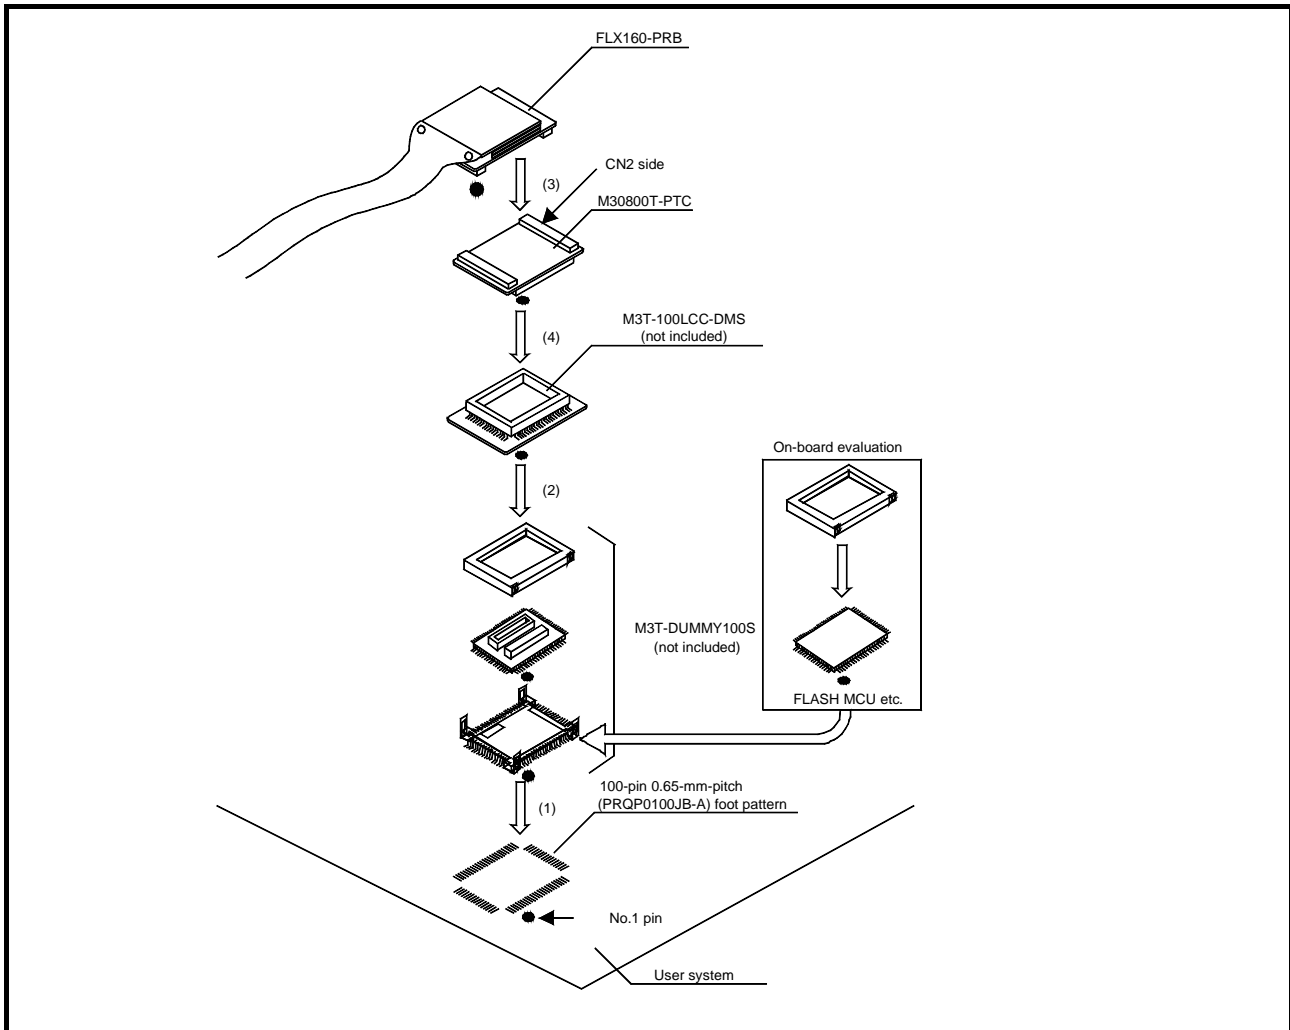 FLX160-PRB
CN2 side
(3)
M30800T-PTC
M3T-100LCC-DMS
(not included)
(4)
On-board evaluation
(2)
M3T-DUMMY100S
(not included)
FLASH MCU etc.
100-pin 0.65-mm-pitch
(PRQP0100JB-A) foot pattern
(1)
No.1 pin
User system